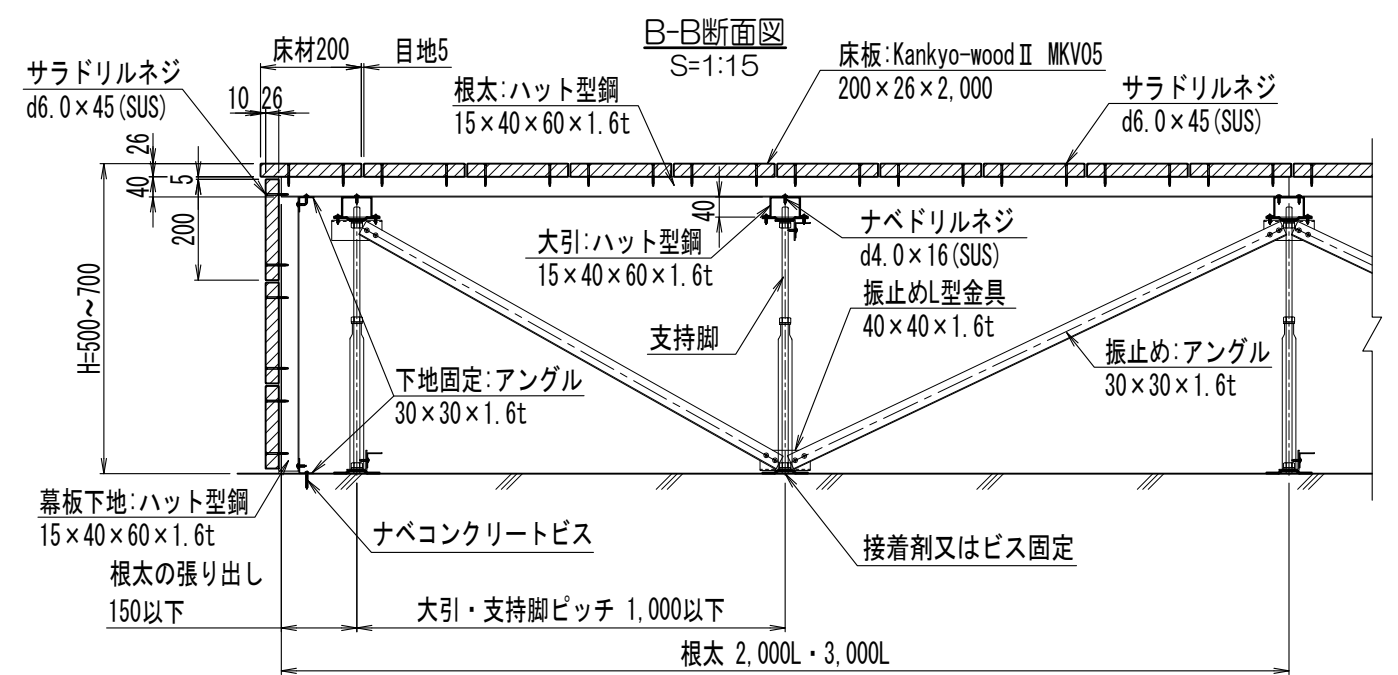 B-B断面図
S=1:15
床材200
目地5
サラドリルネジ
d6.0×45(SUS)
10
26
根太:ハット型鋼
15×40×60×1.6t
床板:Kankyo-woodⅡ MKV05
200×26×2,000
サラドリルネジ
d6.0×45(SUS)
26
40
5
200
H=500~700
40
大引:ハット型鋼
15×40×60×1.6t
ナベドリルネジ
d4.0×16(SUS)
振止めL型金具
40×40×1.6t
支持脚
振止め:アングル
30×30×1.6t
下地固定:アングル
30×30×1.6t
幕板下地:ハット型鋼
15×40×60×1.6t
ナベコンクリートビス
接着剤又はビス固定
根太の張り出し
150以下
大引・支持脚ピッチ 1,000以下
根太 2,000L・3,000L